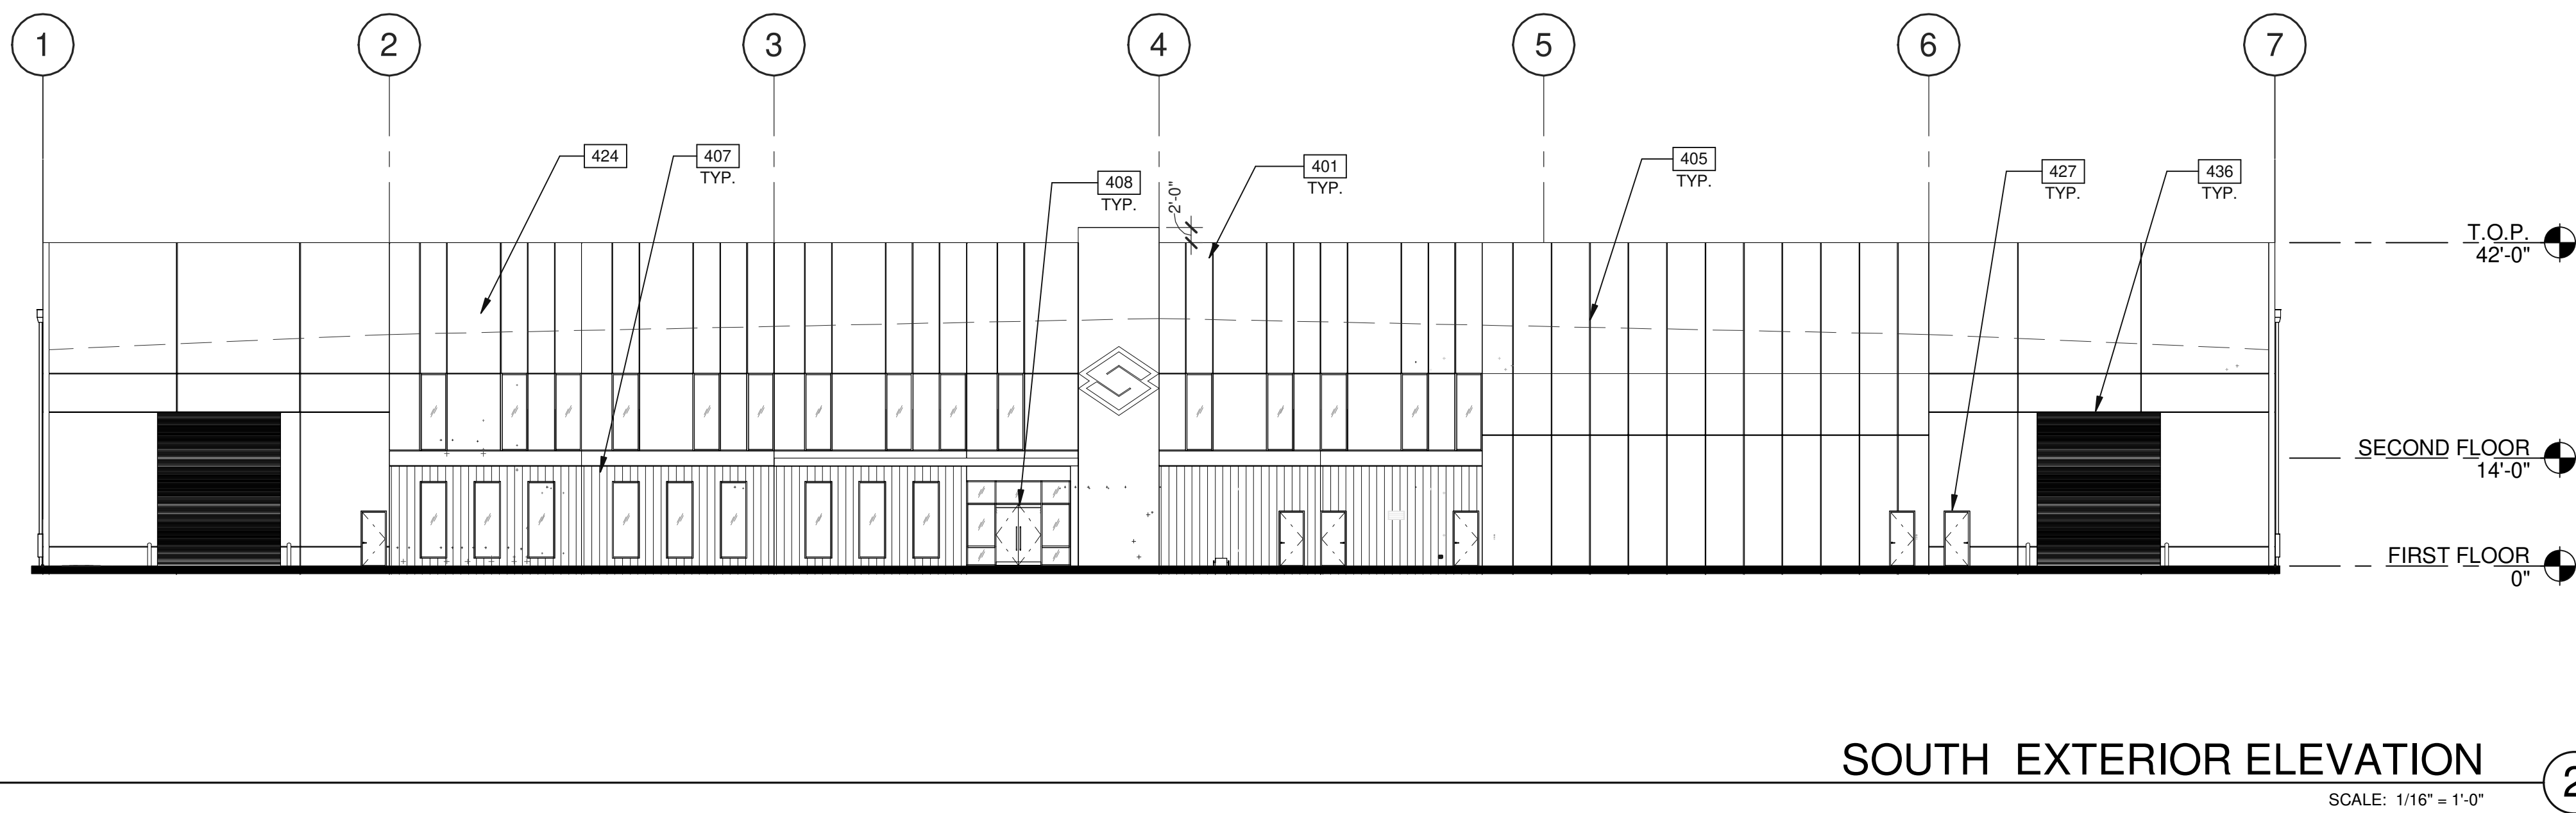 1 2 3 4 5 6 7
424
407
TYP.
408
TYP.
2'-0"
401
TYP.
405
TYP.
427
TYP.
436
TYP.
T.O.P.
42'-0"
SECOND FLOOR
14'-0"
FIRST FLOOR
0"
SOUTH EXTERIOR ELEVATION
2
SCALE: 1/16" = 1'-0"